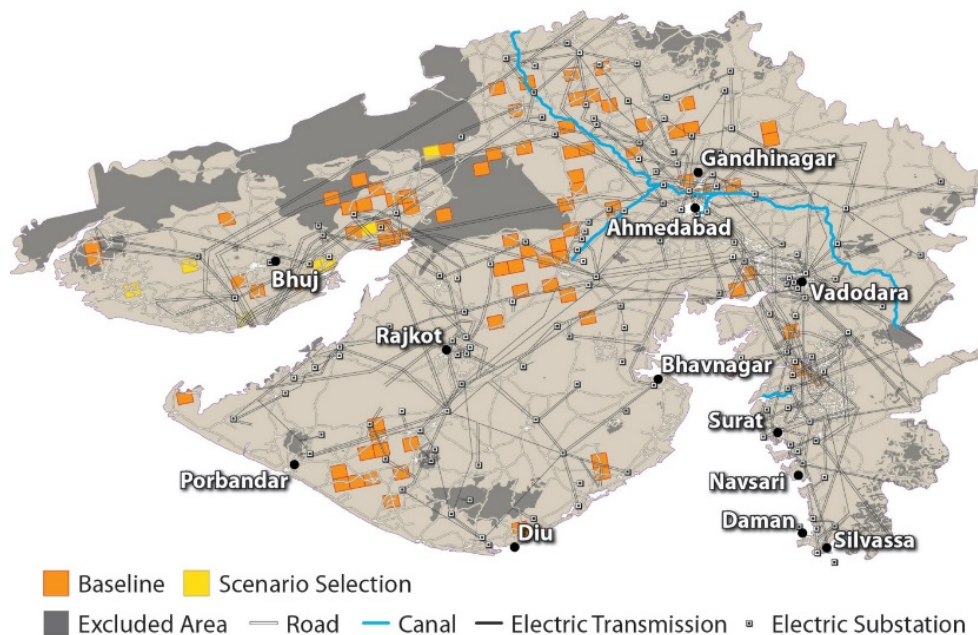 Gandhinagar
Ahmedabad
Bhuj
Vadodara
Rajkot
Bhavnagar
Surat
Porbandar
Navsari
Daman
Diu
Silvassa
Baseline Scenario Selection
Excluded Area Road Canal Electric Transmission Electric Substation